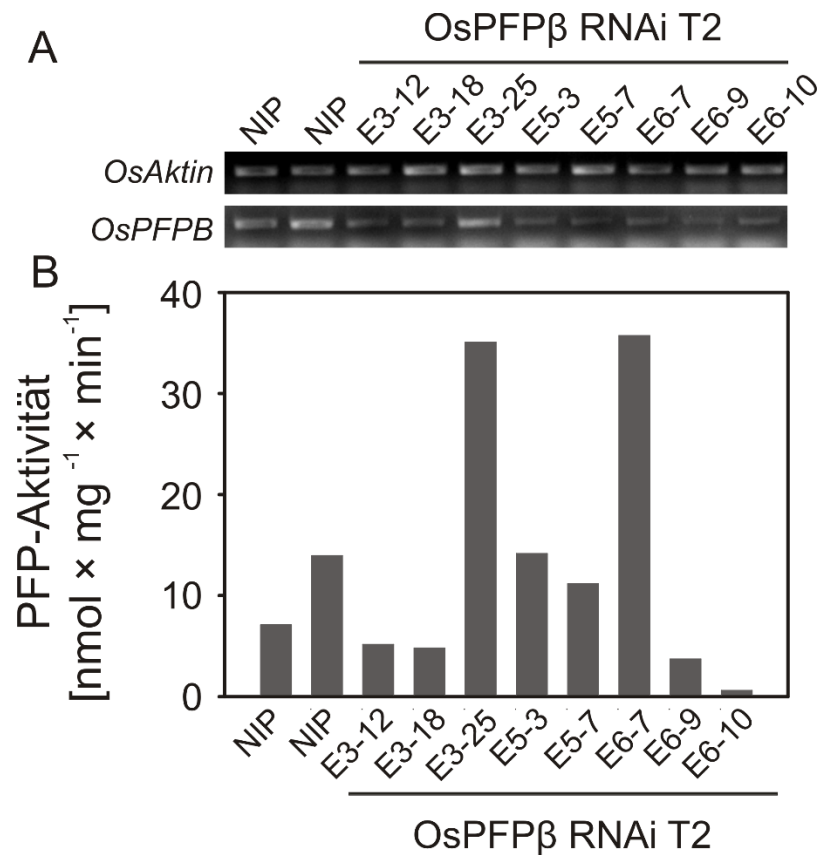 A
OsPFPβ RNAi T2
NIP NIP E3-12 E3-18 E3-25 E5-3 E5-7 E6-7 E6-9 E6-10
OsAktin
OsPFPB
B
PFP-Aktivität
[nmol × mg ⁻¹ × min⁻¹]
40
30
20
10
0
NIP NIP E3-12 E3-18 E3-25 E5-3 E5-7 E6-7 E6-9 E6-10
OsPFPβ RNAi T2